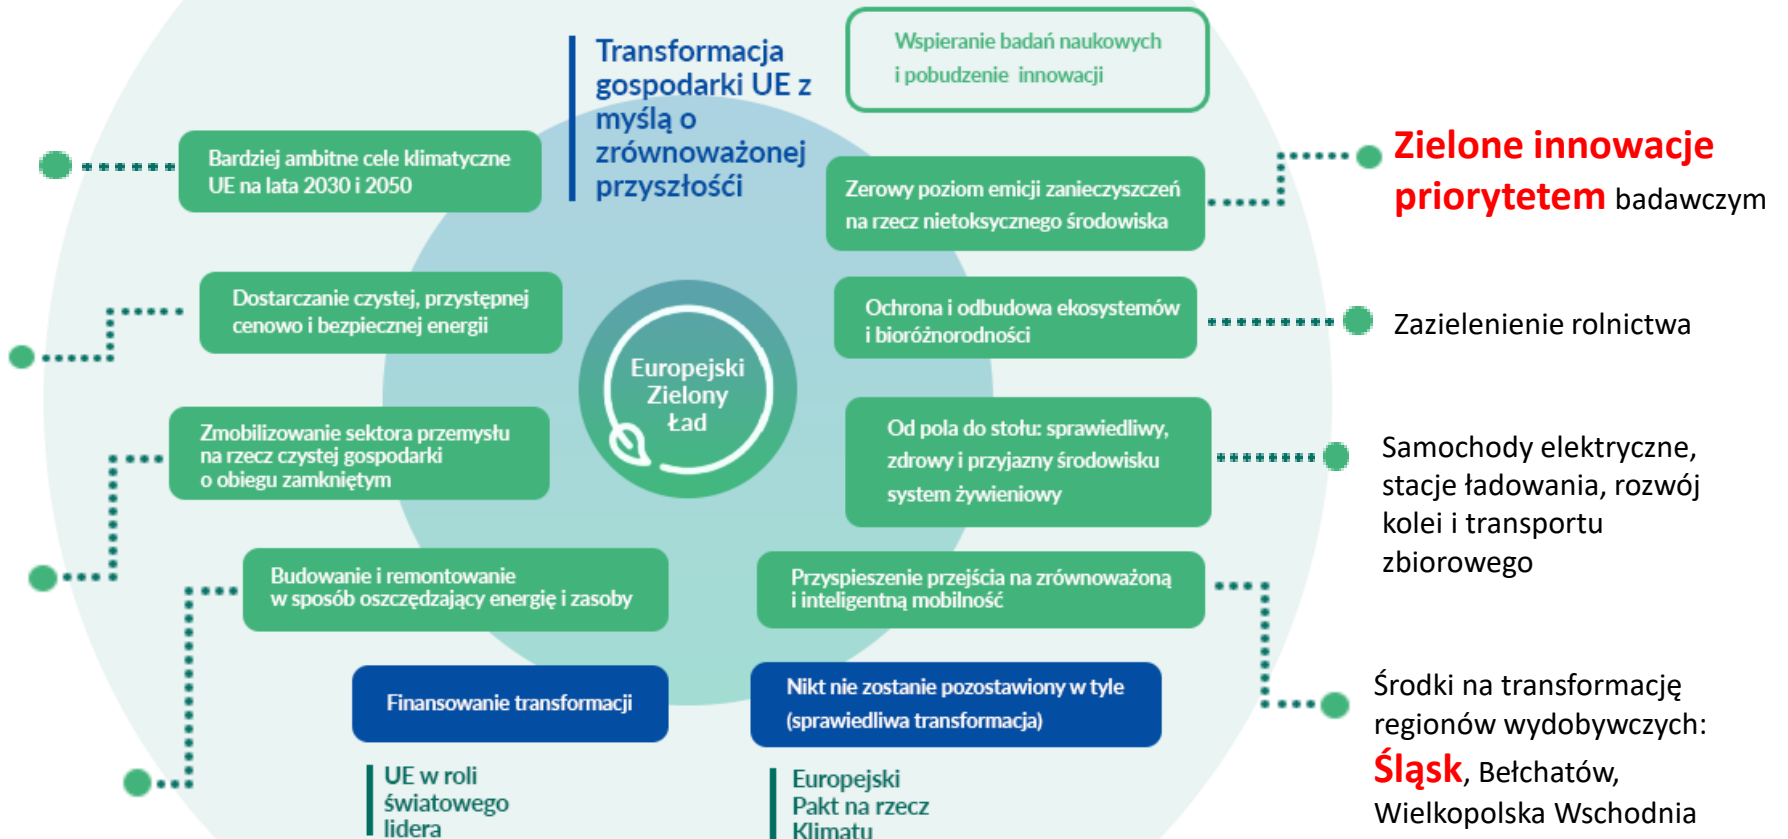 Transformacja
gospodarki UE z
myślą o
zrównoważonej
przyszłośći
Wspieranie badań naukowych
i pobudzenie innowacji
Bardziej ambitne cele klimatyczne
UE na lata 2030 i 2050
Zerowy poziom emicji zanieczyszczeń
na rzecz nietoksycznego środowiska
Zielone innowacje
priorytetem badawczym
Dostarczanie czystej, przystępnej
cenowo i bezpiecznej energii
Ochrona i odbudowa ekosystemów
i bioróżnorodności
Zazielenienie rolnictwa
Europejski
Zielony
Ład
Zmobilizowanie sektora przemysłu
na rzecz czystej gospodarki
o obiegu zamkniętym
Od pola do stołu: sprawiedliwy,
zdrowy i przyjazny środowisku
system żywieniowy
Samochody elektryczne,
stacje ładowania, rozwój
kolei i transportu
zbiorowego
Budowanie i remontowanie
w sposób oszczędzający energię i zasoby
Przyspieszenie przejścia na zrównoważoną
i inteligentną mobilność
Finansowanie transformacji
Nikt nie zostanie pozostawiony w tyle
(sprawiedliwa transformacja)
Środki na transformację
regionów wydobywczych:
Śląsk, Bełchatów,
Wielkopolska Wschodnia
UE w roli
światowego
lidera
Europejski
Pakt na rzecz
Klimatu